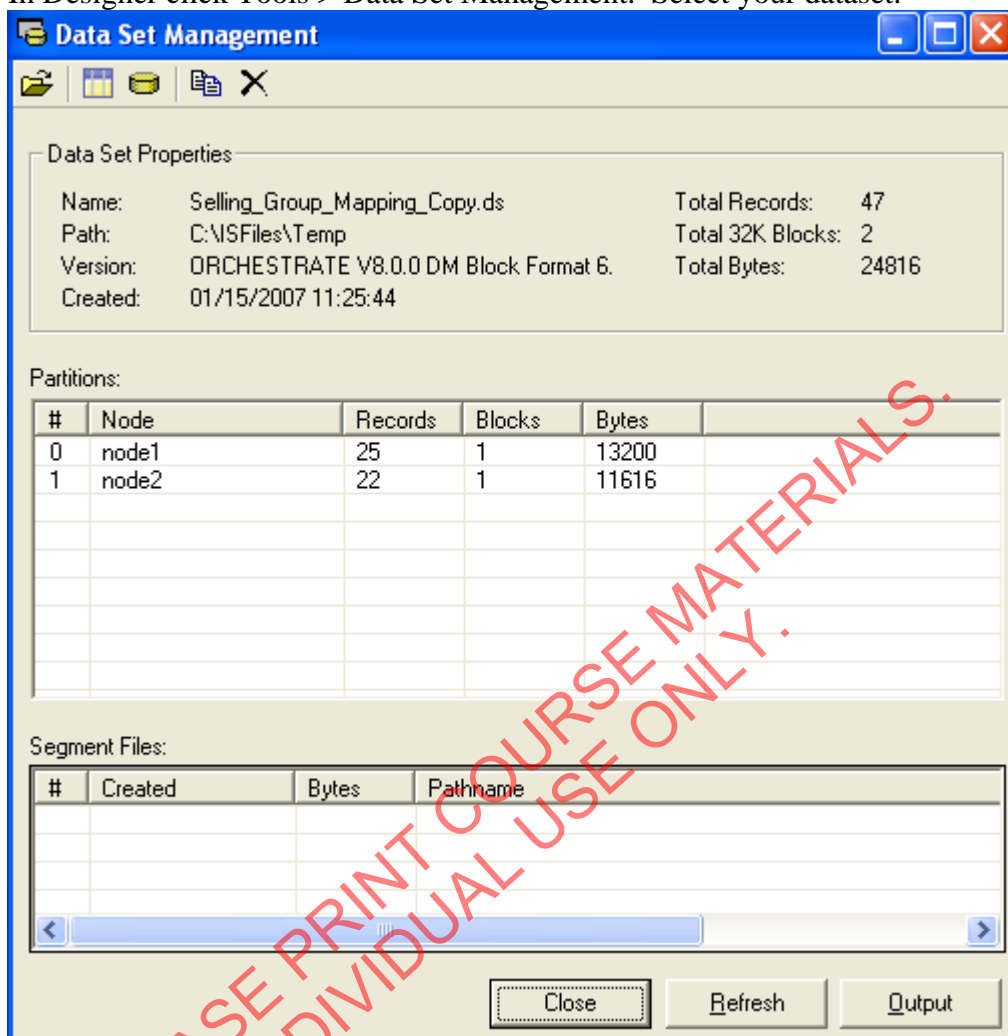 In Designer click Tools > Data Set Management. Select your dataset.
Data Set Management
Data Set Properties
Name: Selling_Group_Mapping_Copy.ds Total Records: 47
Path: C:\ISFiles\Temp Total 32K Blocks: 2
Version: ORCHESTRATE V8.0.0 DM Block Format 6. Total Bytes: 24816
Created: 01/15/2007 11:25:44
Partitions:
# Node Records Blocks Bytes
0 node1 25 1 13200
1 node2 22 1 11616
Segment Files:
# Created Bytes Pathname
Close Refresh Output
PRINT COURSE MATERIALS.
USE ONLY.